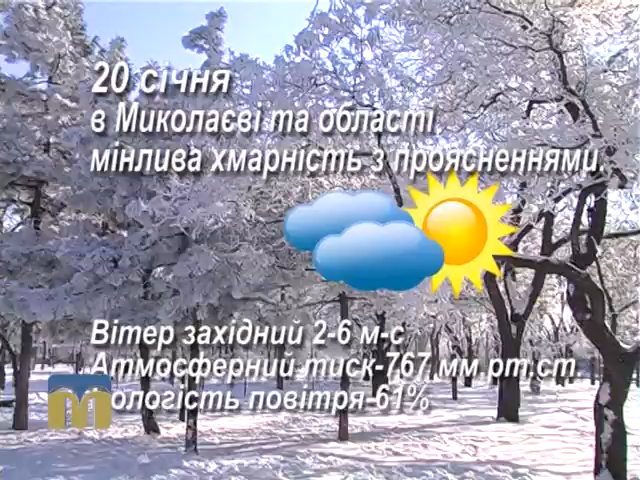 20 січня
в Миколаєві та області
мінлива хмарність з проясненнями.
Вітер західний 2-6 м-с
Атмосферний тиск-767 мм рт.ст.
ологість повітря-61%